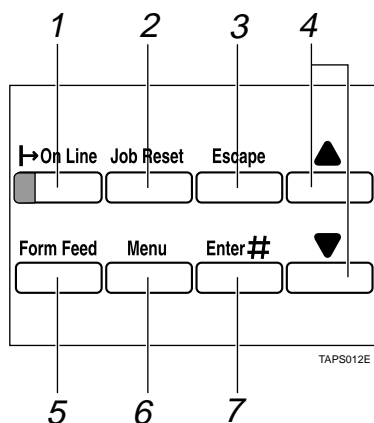 1 2 3 4
On Line Job Reset Escape ▲
Form Feed Menu Enter # ▼
TAPS012E
5 6 7